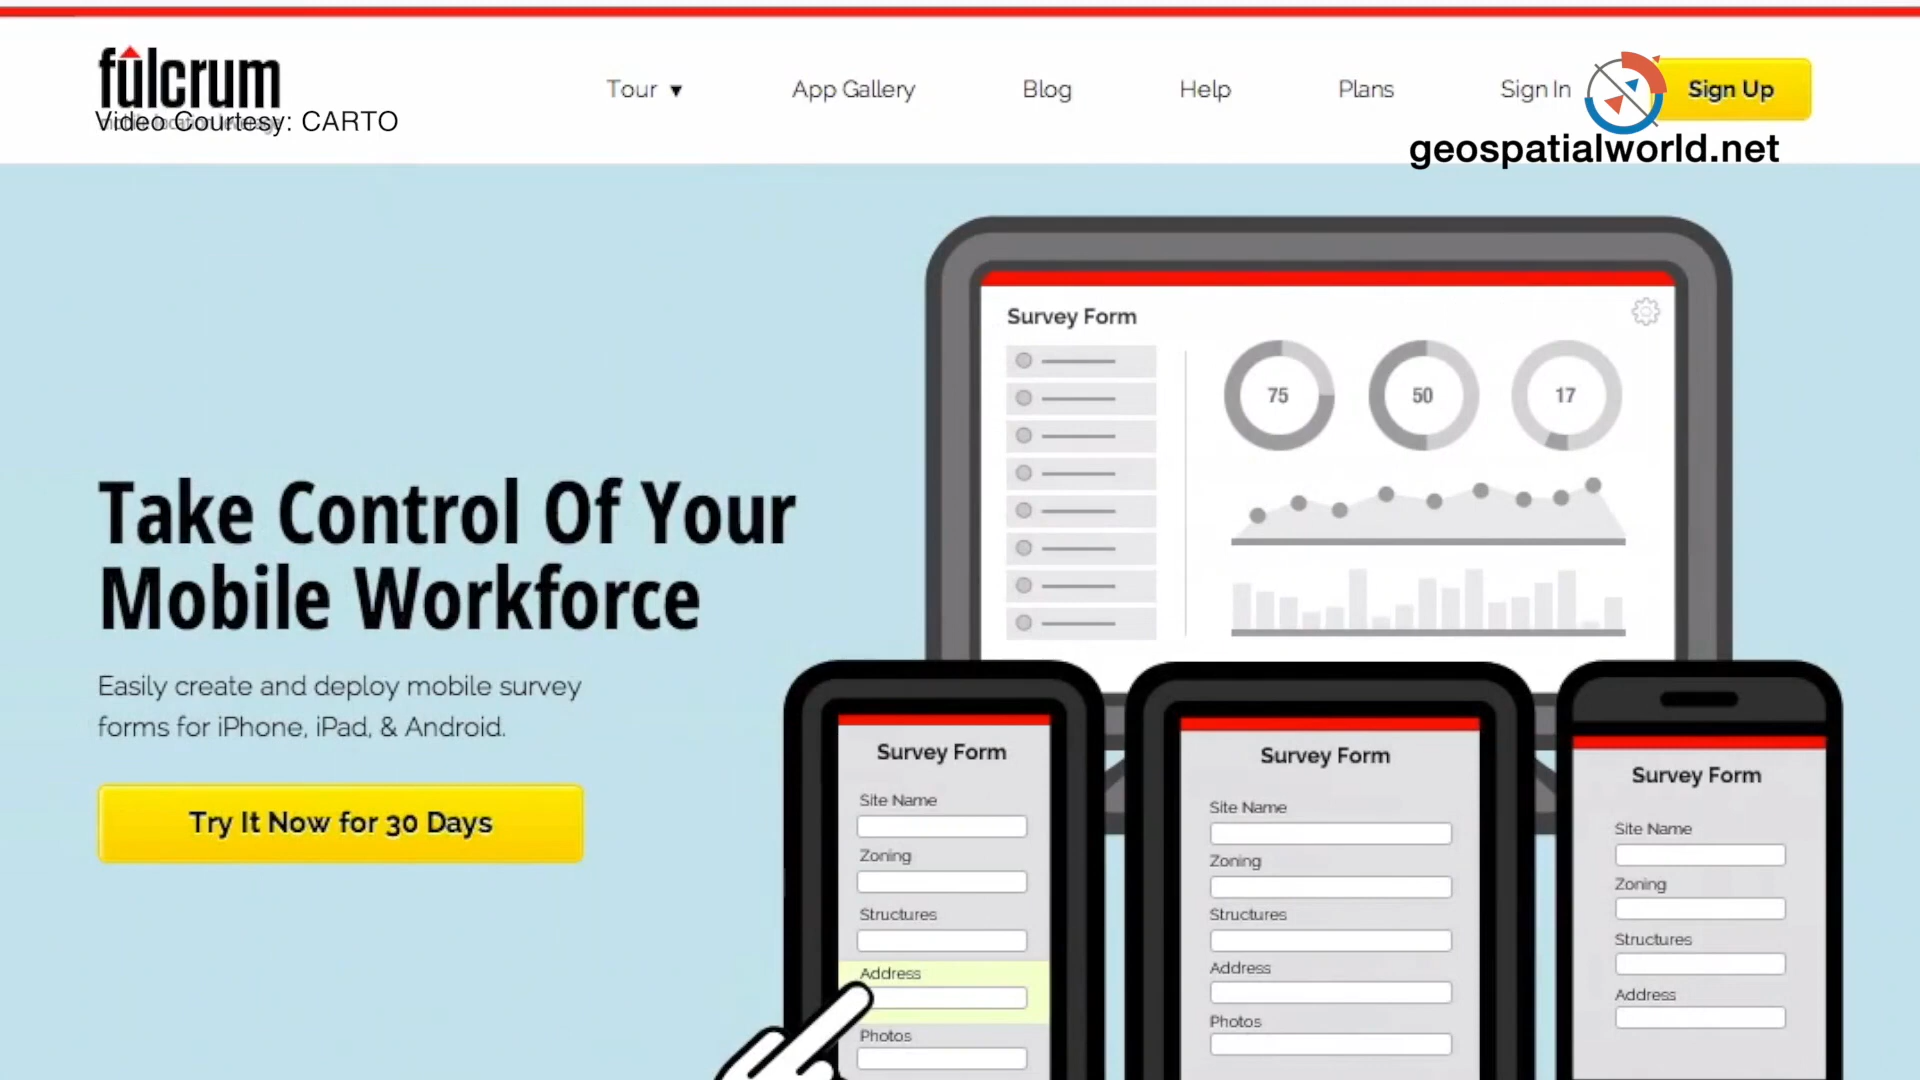 fulcrum
Video Courtesy: CARTO
Tour ▼
App Gallery
Blog
Help
Plans
Sign In
Sign Up
geospatialworld.net
Take Control Of Your
Mobile Workforce
Easily create and deploy mobile survey
forms for iPhone, iPad, & Android.
Try It Now for 30 Days
Survey Form
75
50
17
Survey Form
Site Name
Zoning
Structures
Address
Photos
Survey Form
Site Name
Zoning
Structures
Address
Photos
Survey Form
Site Name
Zoning
Structures
Address